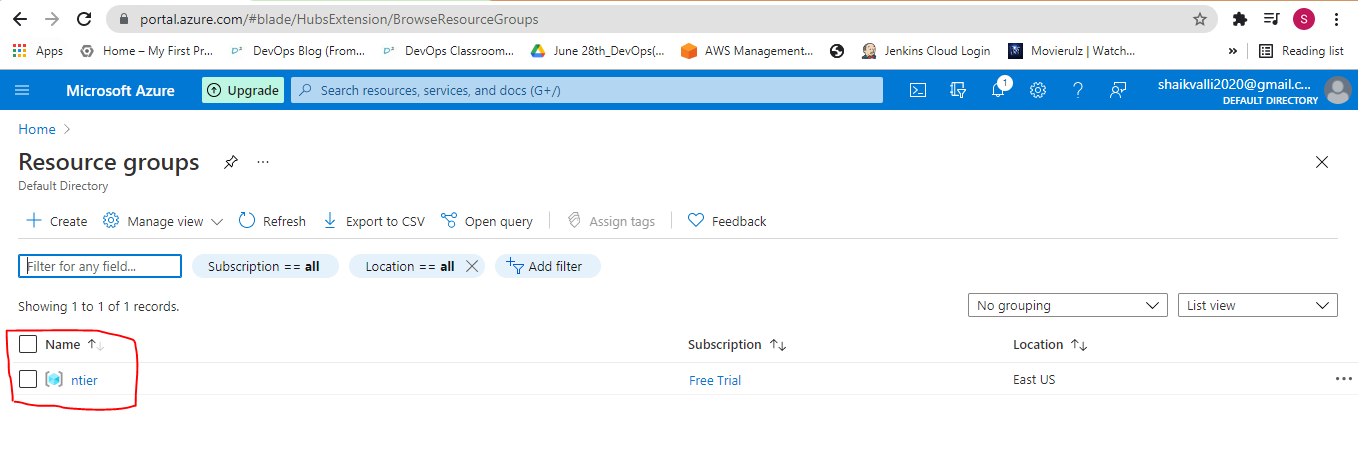 portal.azure.com/#blade/HubsExtension/BrowseResourceGroups
S
Apps Home – My First Pr... DevOps Blog (From... DevOps Classroom... June 28th_DevOps(... AWS Management... Jenkins Cloud Login Movierulz | Watch... » Reading list
Microsoft Azure Upgrade Search resources, services, and docs (G+/) 1 shaikvalli2020@gmail.c...
DEFAULT DIRECTORY
Home >
Resource groups ...
Default Directory
Create Manage view Refresh Export to CSV Open query Assign tags Feedback
Filter for any field... Subscription == all Location == all Add filter
Showing 1 to 1 of 1 records. No grouping List view
Name Subscription Location
ntier Free Trial East US